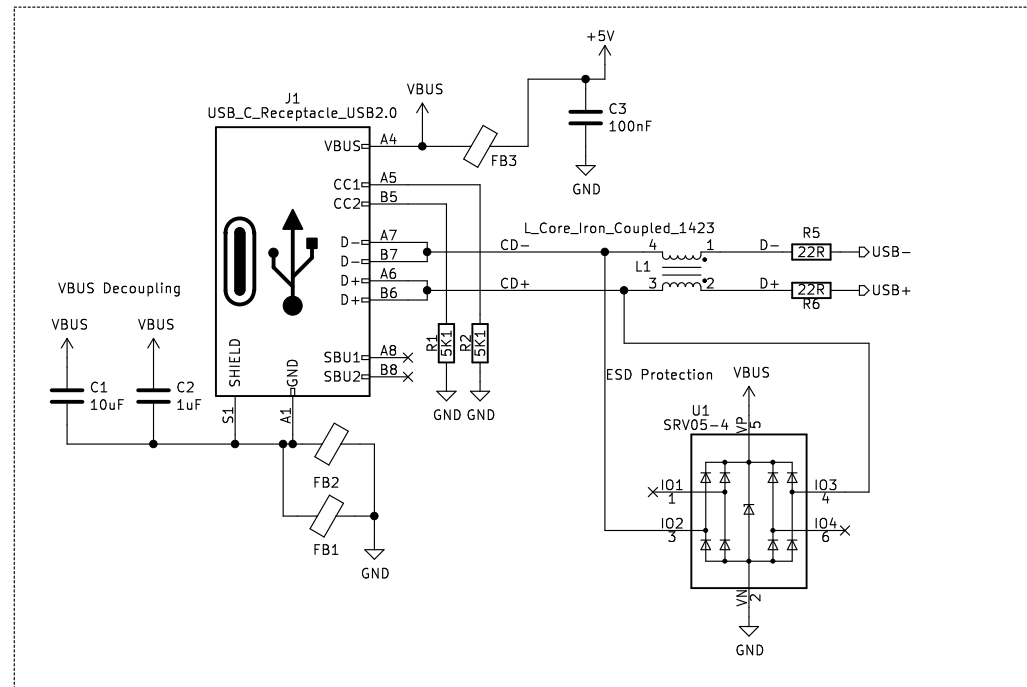 +5V
VBUS
J1
USB_C_Receptacle_USB2.0
C3
100nF
VBUS A4
FB3
GND
CC1 A5
CC2 B5
L_Core_Iron_Coupled_1423
D- A7
CD-
4
1
D-
R5
22R
USB-
D- B7
L1
D+ A6
CD+
3
2
D+
22R
USB+
R6
D+ B6
VBUS Decoupling
VBUS
VBUS
R1
5K1
R2
5K1
SHIELD
GND
SBU1 A8
SBU2 B8
C1
10uF
C2
1uF
S1
A1
GND
GND
ESD Protection
VBUS
U1
SRV05-4
VP
5
FB2
IO1
1
IO3
4
IO2
3
IO4
6
FB1
GND
VN
2
GND